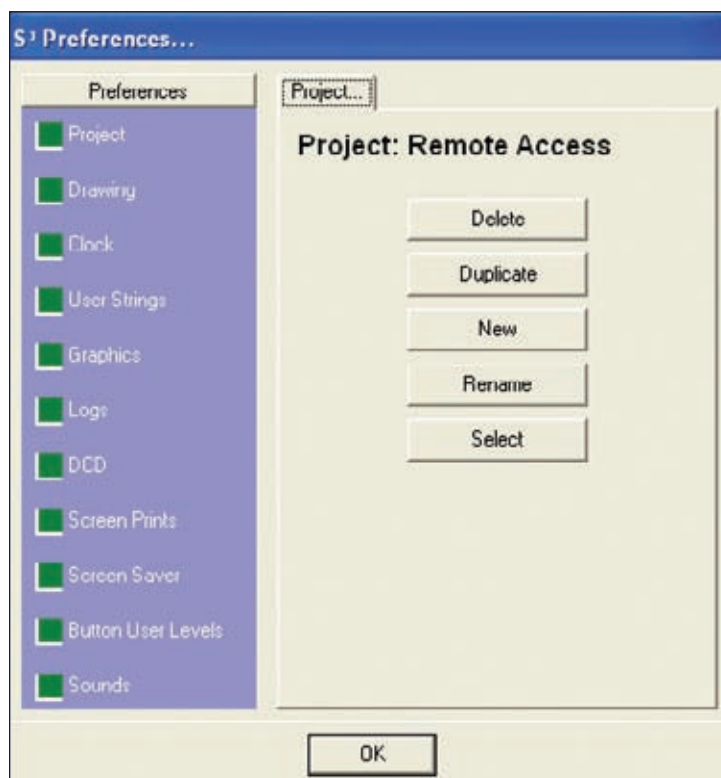 S³ Preferences...
Preferences
Project
Drawing
Clock
User Strings
Graphics
Logs
DCD
Screen Prints
Screen Saver
Button User Levels
Sounds
Project...
Project: Remote Access
Delete
Duplicate
New
Rename
Select
OK